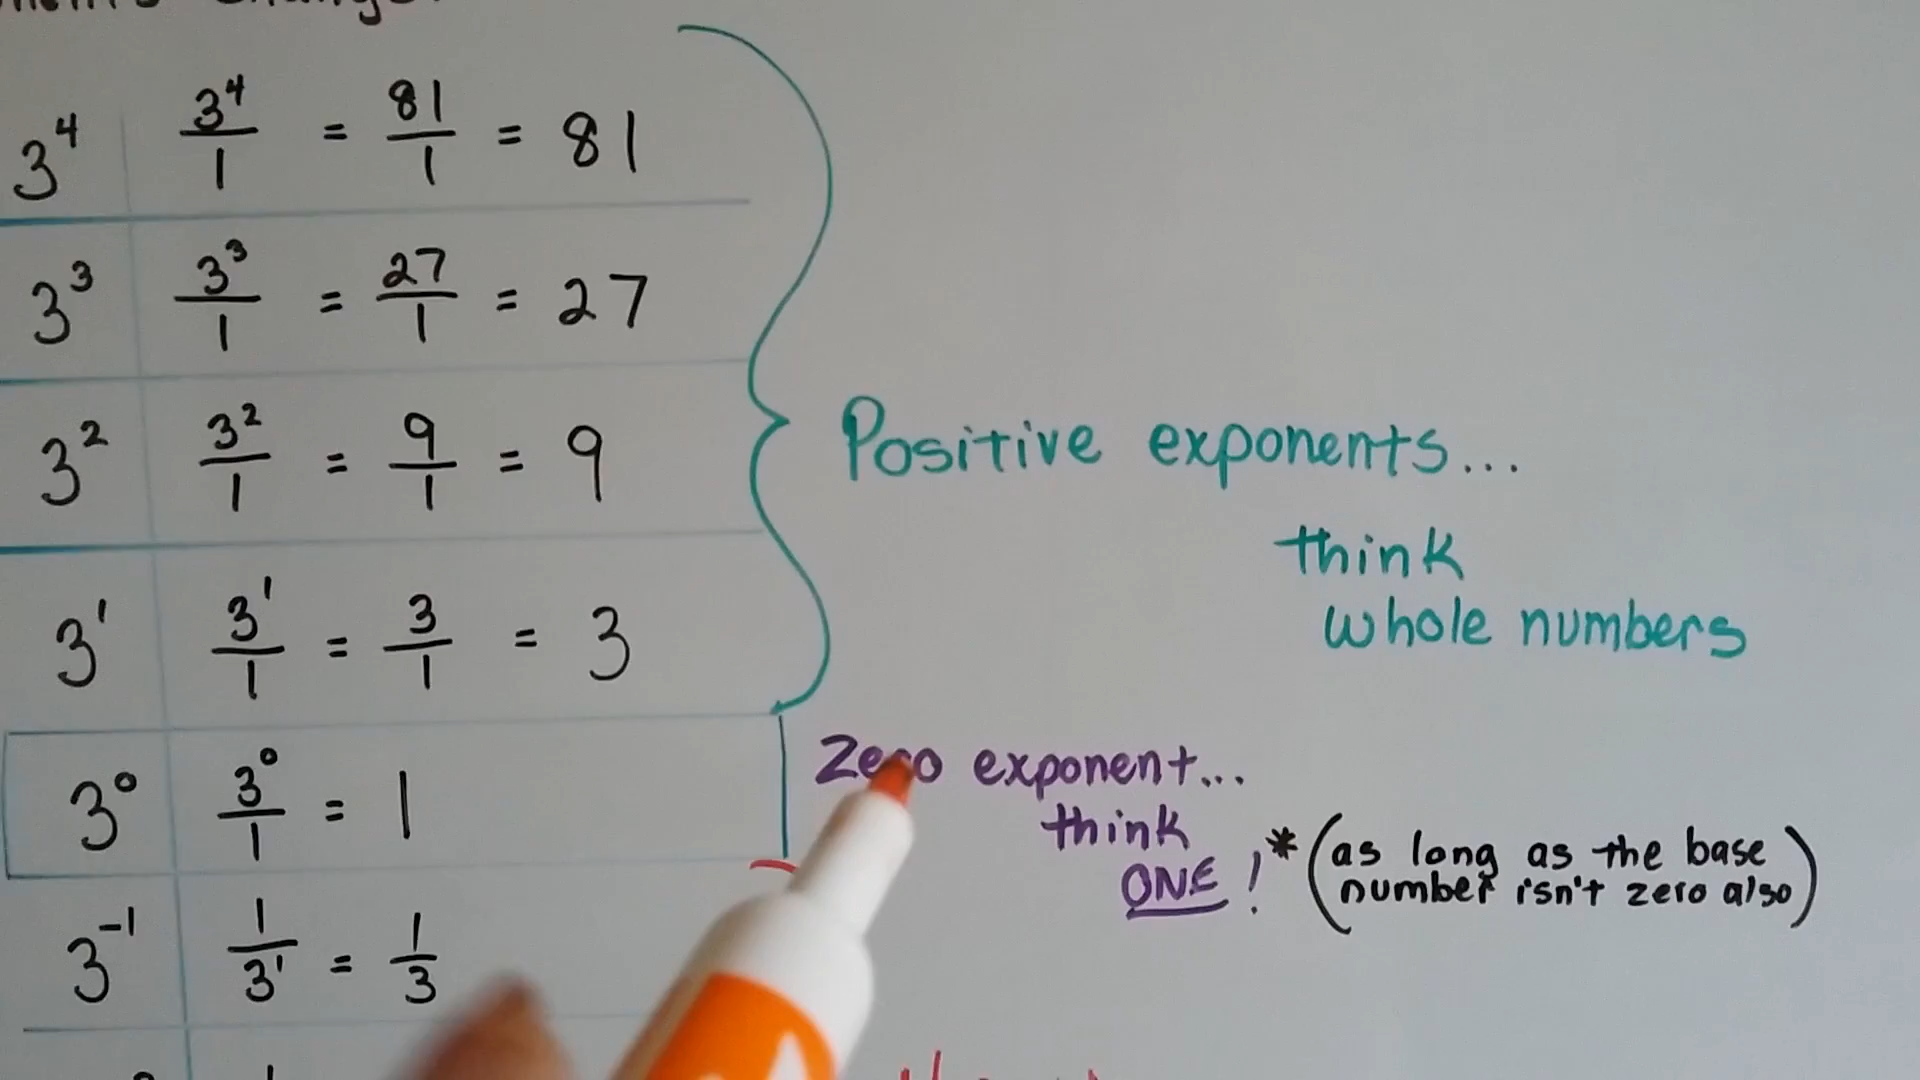 3⁴ 3⁴/1 = 81/1 = 81
3³ 3³/1 = 27/1 = 27
3² 3²/1 = 9/1 = 9
Positive exponents...
think
whole numbers
3¹ 3¹/1 = 3/1 = 3
3⁰ 3⁰/1 = 1
Zero exponent...
think
ONE!* (as long as the base
number isn't zero also)
3⁻¹ 1/3¹ = 1/3